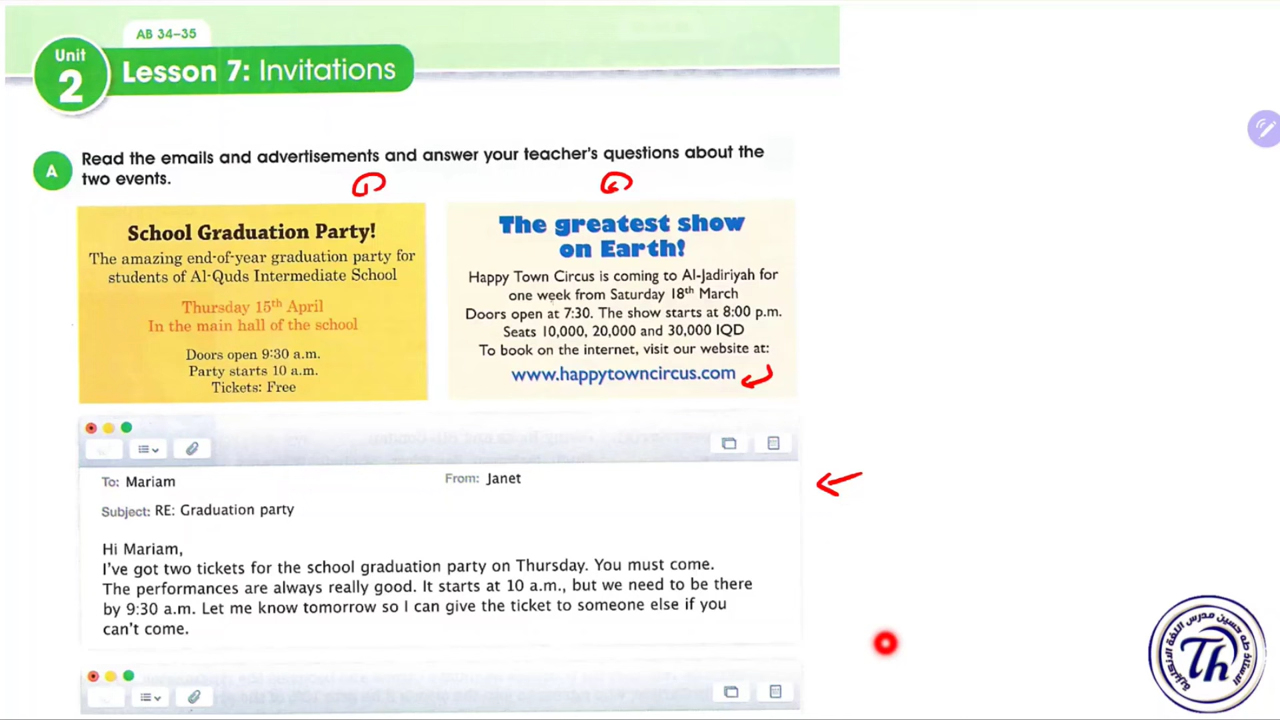 AB 34–35
Unit
2
Lesson 7: Invitations
A
Read the emails and advertisements and answer your teacher's questions about the
two events.
School Graduation Party!
The amazing end-of-year graduation party for
students of Al-Quds Intermediate School
Thursday 15th April
In the main hall of the school
Doors open 9:30 a.m.
Party starts 10 a.m.
Tickets: Free
The greatest show
on Earth!
Happy Town Circus is coming to Al-Jadiriyah for
one week from Saturday 18th March
Doors open at 7:30. The show starts at 8:00 p.m.
Seats 10,000, 20,000 and 30,000 IQD
To book on the internet, visit our website at:
www.happytowncircus.com
To: Mariam From: Janet
Subject: RE: Graduation party
Hi Mariam,
I've got two tickets for the school graduation party on Thursday. You must come.
The performances are always really good. It starts at 10 a.m., but we need to be there
by 9:30 a.m. Let me know tomorrow so I can give the ticket to someone else if you
can't come.
الاستاذ طه حسين مدرس اللغة الانكليزية
Th